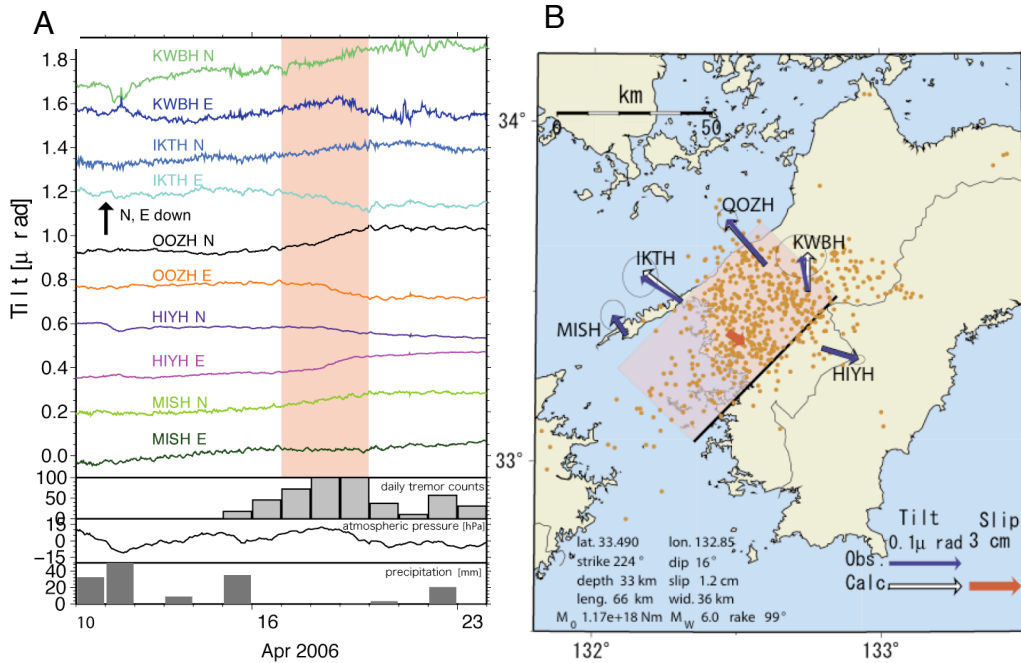 A
Tilt [μ rad]
1.8
1.6
1.4
1.2
1.0
0.8
0.6
0.4
0.2
0.0
KWBH N
KWBH E
IKTH N
IKTH E
N, E down
OOZH N
OOZH E
HIYH N
HIYH E
MISH N
MISH E
100
50
0
daily tremor counts
15
0
-15
atmospheric pressure [hPa]
40
20
0
precipitation [mm]
10
16
23
Apr 2006
B
km
0
50
34°
33°
OOZH
KWBH
IKTH
MISH
HIYH
Tilt
Slip
0.1μ rad
3 cm
Obs.
Calc.
lat. 33.490 lon. 132.85
strike 224° dip 16°
depth 33 km slip 1.2 cm
leng. 66 km wid. 36 km
M0 1.17e+18 Nm MW 6.0 rake 99°
132°
133°